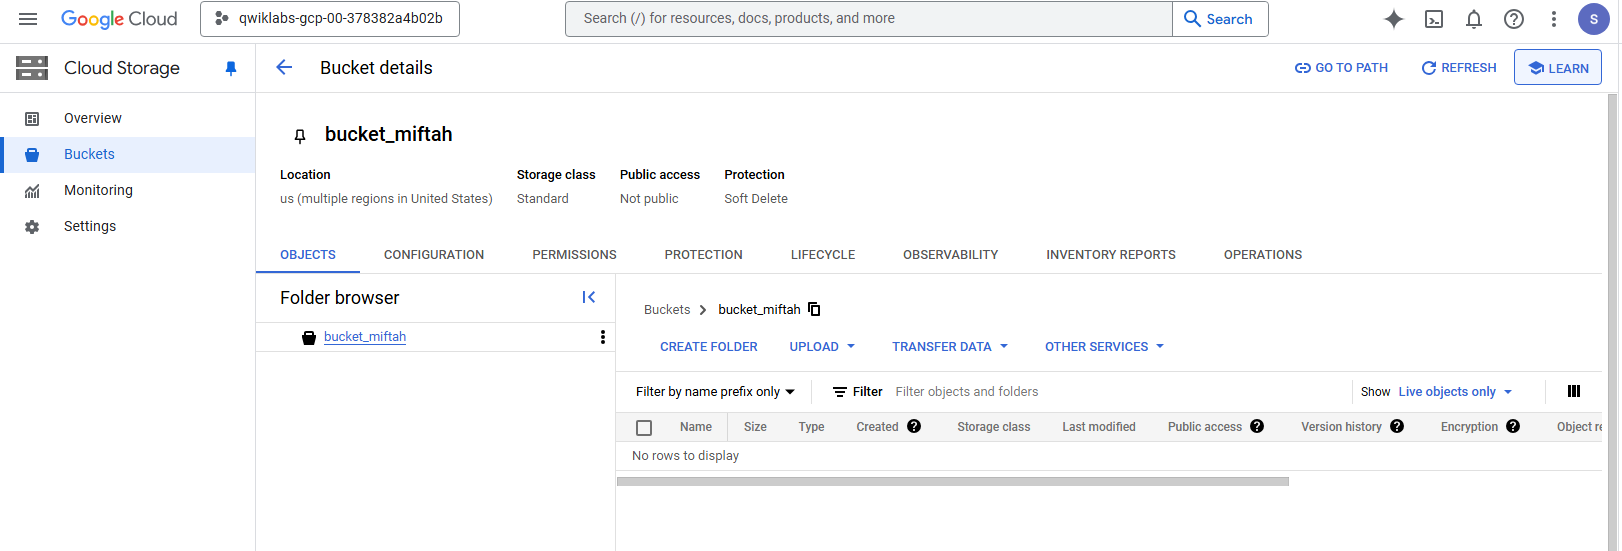 Google Cloud
qwiklabs-gcp-00-378382a4b02b
Search (/) for resources, docs, products, and more
Search
S
Cloud Storage
Bucket details
GO TO PATH
REFRESH
LEARN
Overview
Buckets
Monitoring
Settings
bucket_miftah
Location Storage class Public access Protection
us (multiple regions in United States) Standard Not public Soft Delete
OBJECTS CONFIGURATION PERMISSIONS PROTECTION LIFECYCLE OBSERVABILITY INVENTORY REPORTS OPERATIONS
Folder browser
bucket_miftah
Buckets > bucket_miftah
CREATE FOLDER UPLOAD TRANSFER DATA OTHER SERVICES
Filter by name prefix only Filter Filter objects and folders Show Live objects only
Name Size Type Created Storage class Last modified Public access Version history Encryption Object re
No rows to display